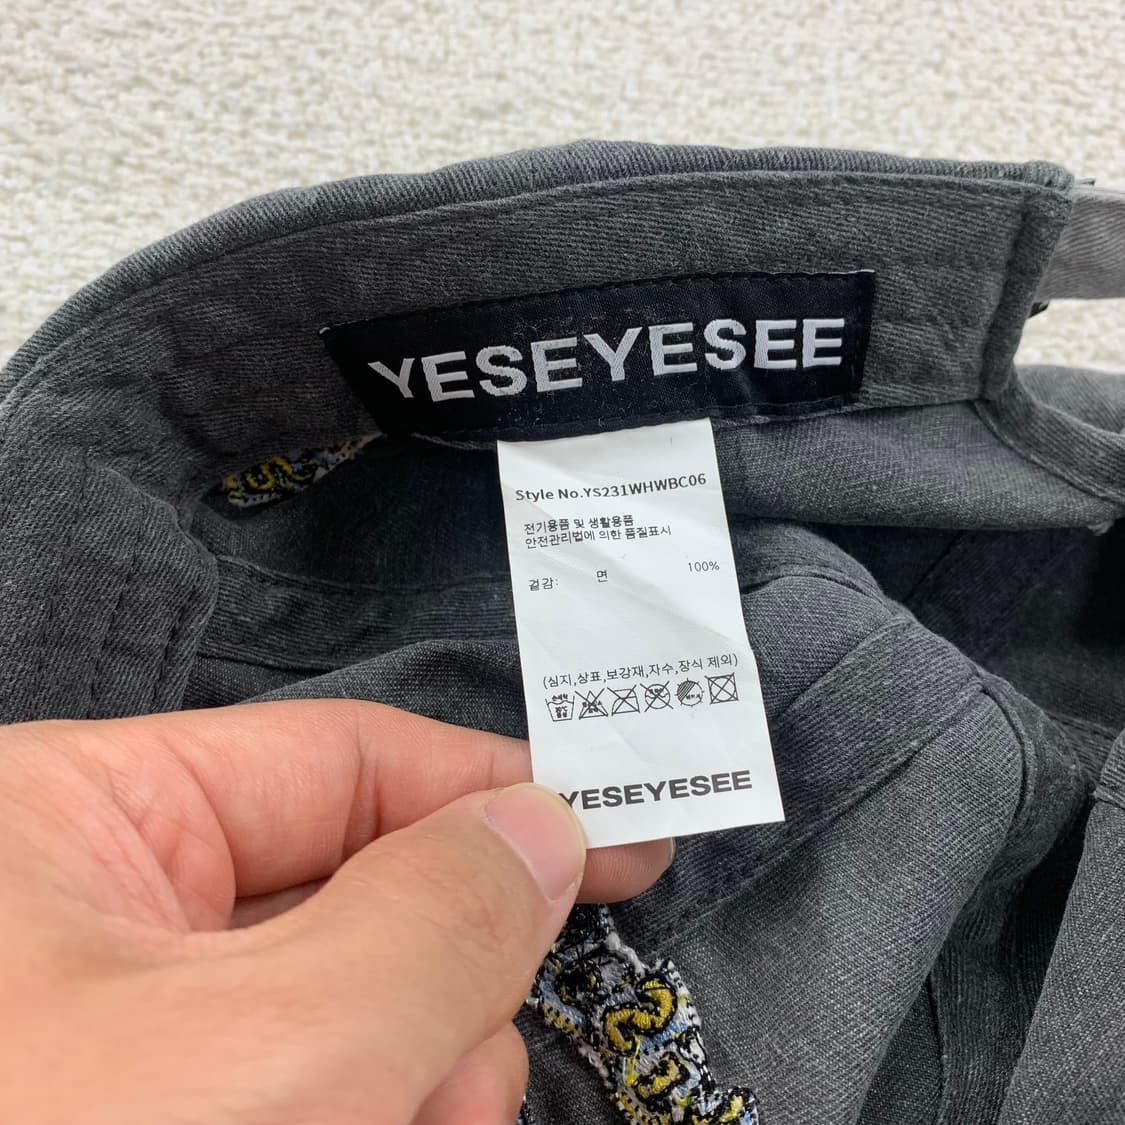 YESEYESEE
Style No.YS231WHWBC06
전기용품 및 생활용품
안전관리법에 의한 품질표시
겉감: 면 100%
(심지,상표,보강재,자수,장식 제외)
YESEYESEE